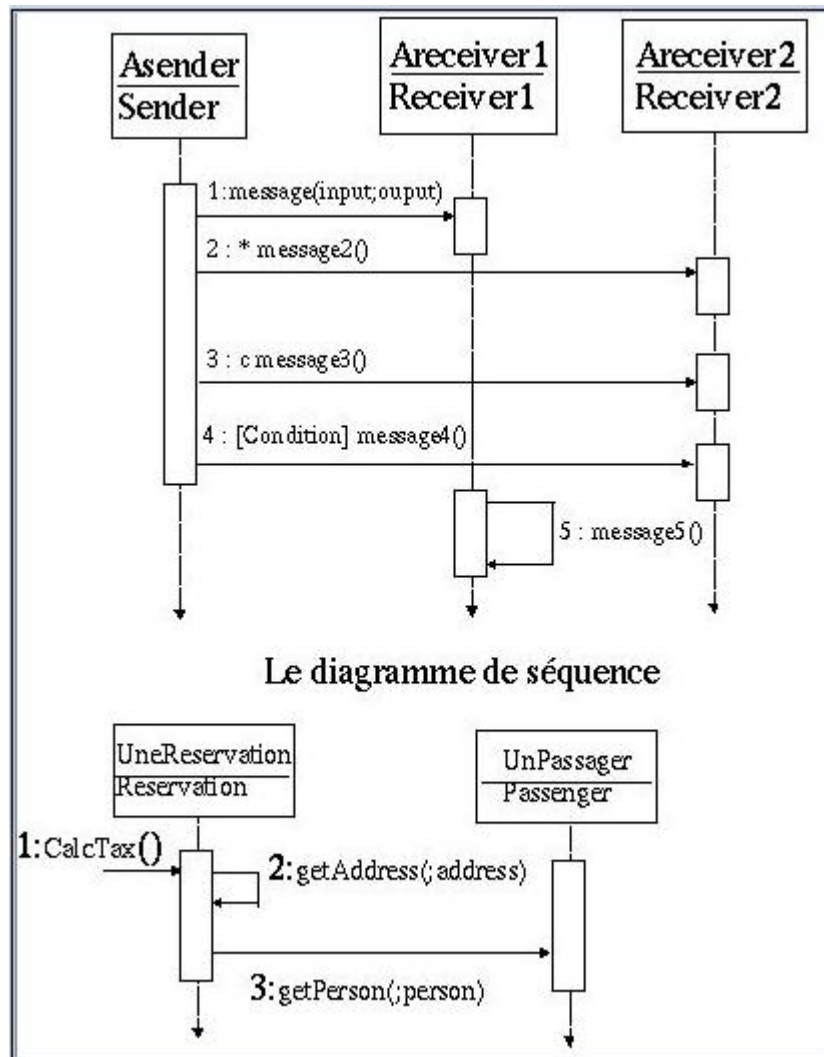 Asender
Sender
Areceiver1
Receiver1
Areceiver2
Receiver2
1:message(input;ouput)
2 : * message2()
3 : c message3()
4 : [Condition] message4()
5 : message5()
Le diagramme de séquence
UneReservation
Reservation
UnPassager
Passenger
1:CalcTax()
2:getAddress(;address)
3:getPerson(;person)